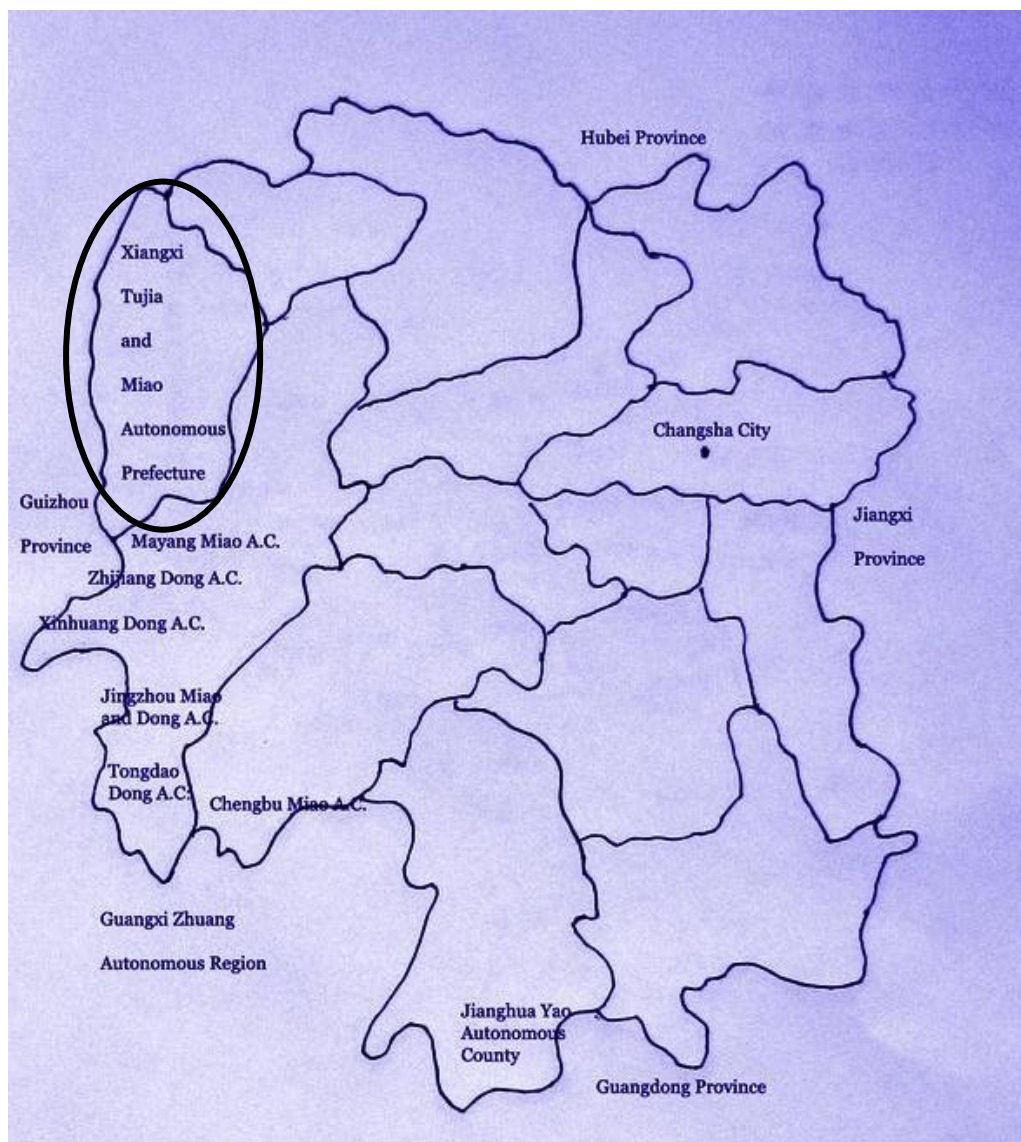 Hubei Province
Xiangxi
Tujia
and
Miao
Autonomous
Prefecture
Changsha City
Guizhou
Province
Jiangxi
Province
Mayang Miao A.C.
Zhijiang Dong A.C.
Xinhuang Dong A.C.
Jingzhou Miao
and Dong A.C.
Tongdao
Dong A.C.
Chengbu Miao A.C.
Guangxi Zhuang
Autonomous Region
Jianghua Yao
Autonomous
County
Guangdong Province